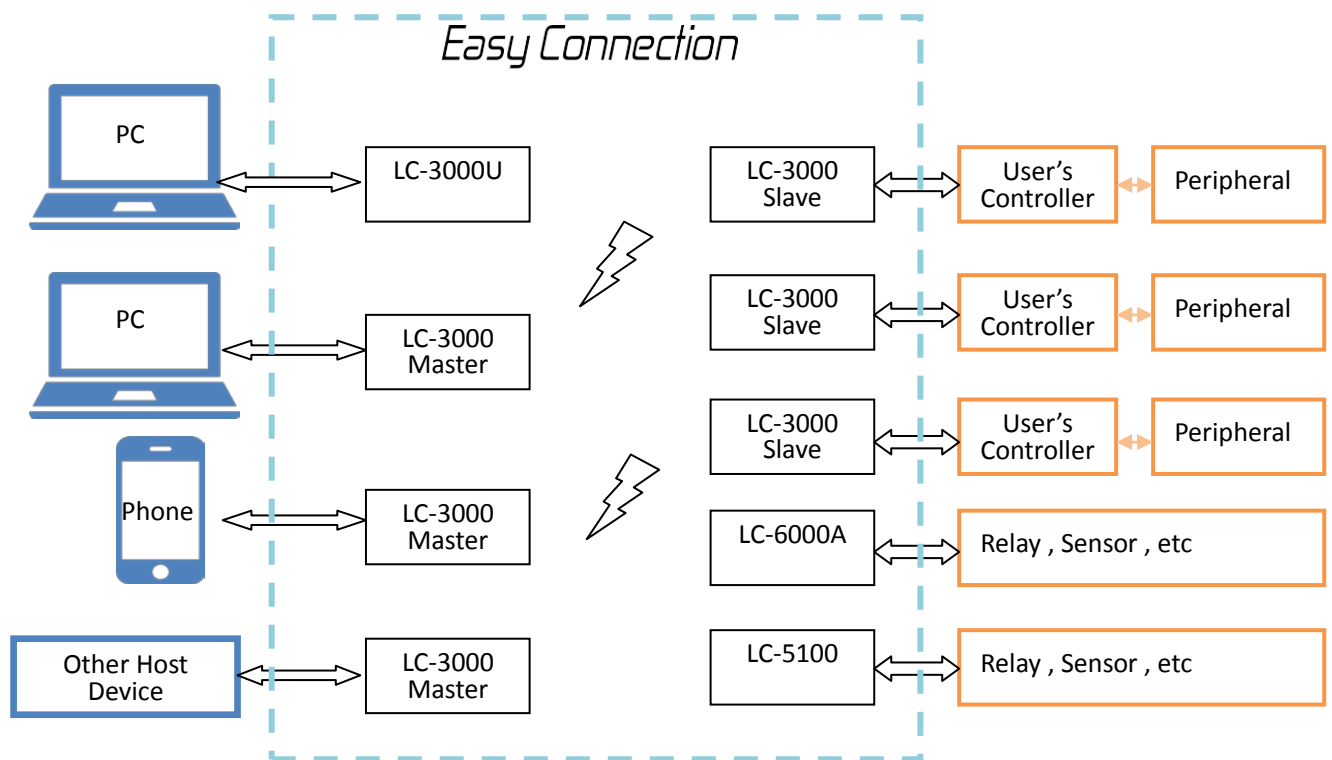 Easy Connection
PC
LC-3000U
LC-3000
Slave
User's
Controller
Peripheral
PC
LC-3000
Master
LC-3000
Slave
User's
Controller
Peripheral
LC-3000
Slave
User's
Controller
Peripheral
Phone
LC-3000
Master
LC-6000A
Relay , Sensor , etc
Other Host
Device
LC-3000
Master
LC-5100
Relay , Sensor , etc